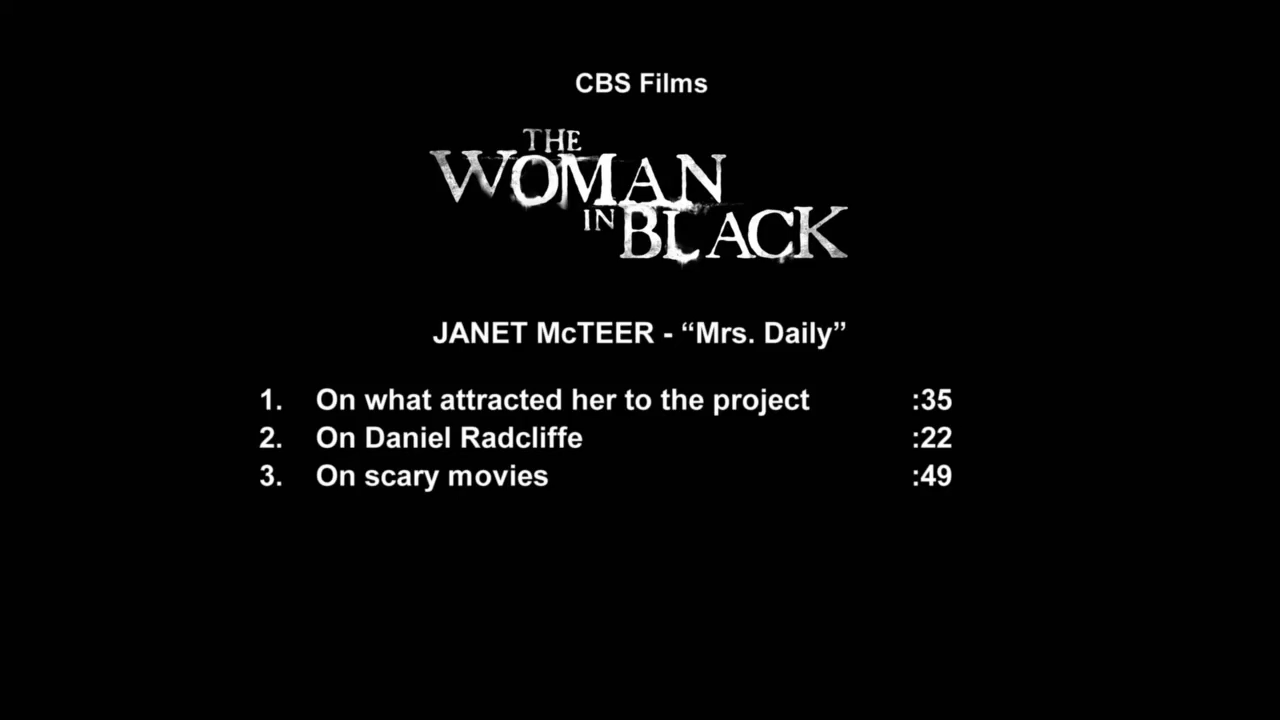 CBS Films
THE
WOMAN
IN BLACK
JANET McTEER - “Mrs. Daily”
1. On what attracted her to the project :35
2. On Daniel Radcliffe :22
3. On scary movies :49